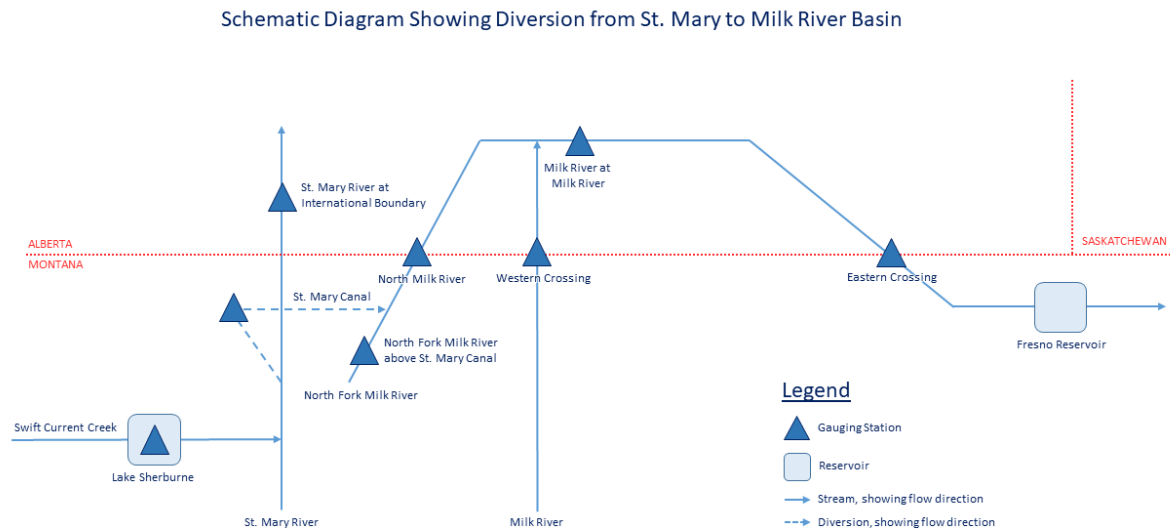 Schematic Diagram Showing Diversion from St. Mary to Milk River Basin
Milk River at
Milk River
St. Mary River at
International Boundary
ALBERTA
SASKATCHEWAN
MONTANA
North Milk River
Western Crossing
Eastern Crossing
St. Mary Canal
North Fork Milk River
above St. Mary Canal
Fresno Reservoir
North Fork Milk River
Legend
Swift Current Creek
Gauging Station
Lake Sherburne
Reservoir
Stream, showing flow direction
St. Mary River
Milk River
Diversion, showing flow direction